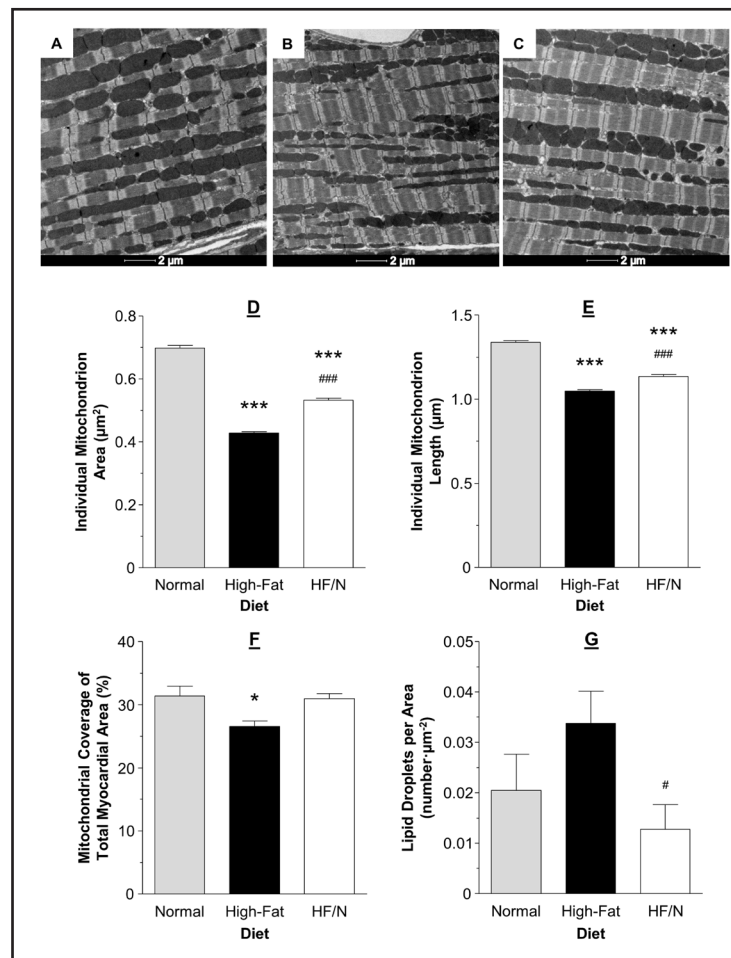 A
B
C
2 µm
2 µm
2 µm
D
Individual Mitochondrion
Area (µm²)
0.8
0.6
0.4
0.2
0
***
***
###
Normal
High-Fat
HF/N
Diet
E
Individual Mitochondrion
Length (µm)
1.5
1.0
0.5
0
***
***
###
Normal
High-Fat
HF/N
Diet
F
Mitochondrial Coverage of
Total Myocardial Area (%)
40
30
20
10
0
*
Normal
High-Fat
HF/N
Diet
G
Lipid Droplets per Area
(number·µm⁻²)
0.05
0.04
0.03
0.02
0.01
0
#
Normal
High-Fat
HF/N
Diet